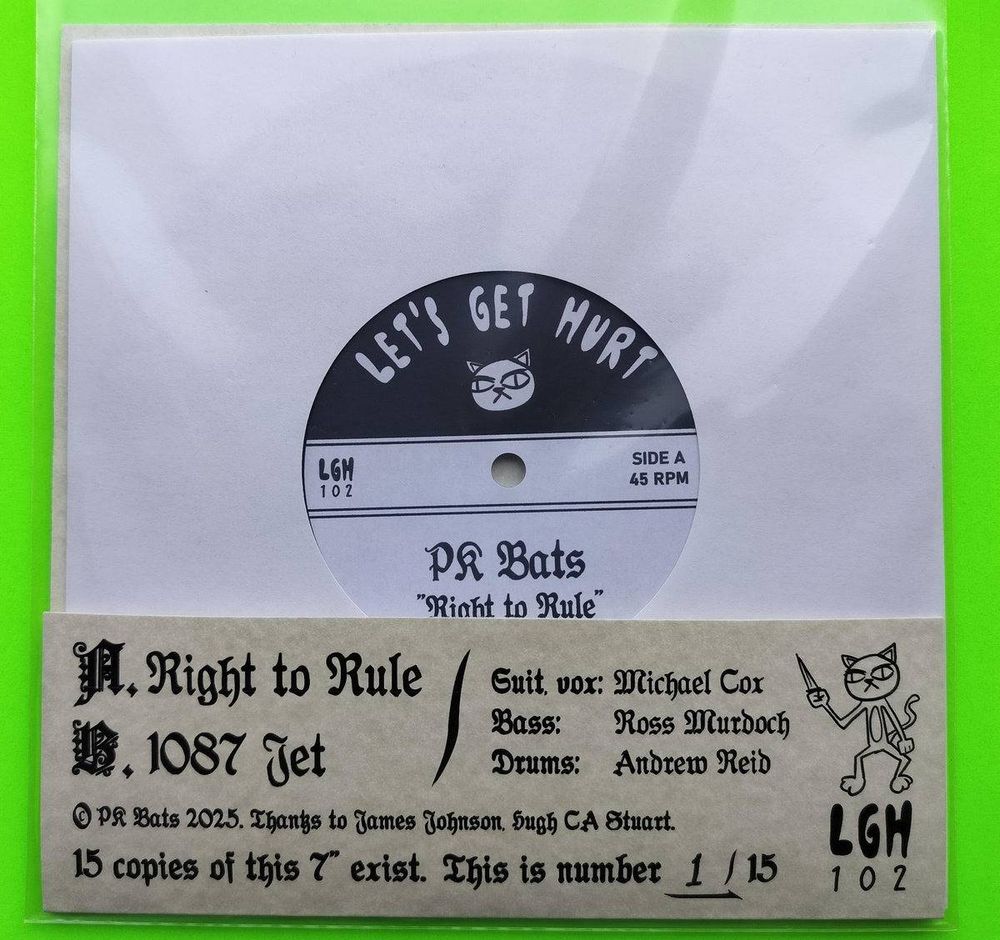 LET'S GET HURT
LGH
102
SIDE A
45 RPM
PK Bats
"Right to Rule"
A. Right to Rule
B. 1087 Jet
Guit, vox: Michael Cox
Bass: Ross Murdoch
Drums: Andrew Reid
© PK Bats 2025. Thanks to James Johnson, Hugh CA Stuart.
15 copies of this 7" exist. This is number 1 / 15
LGH
102